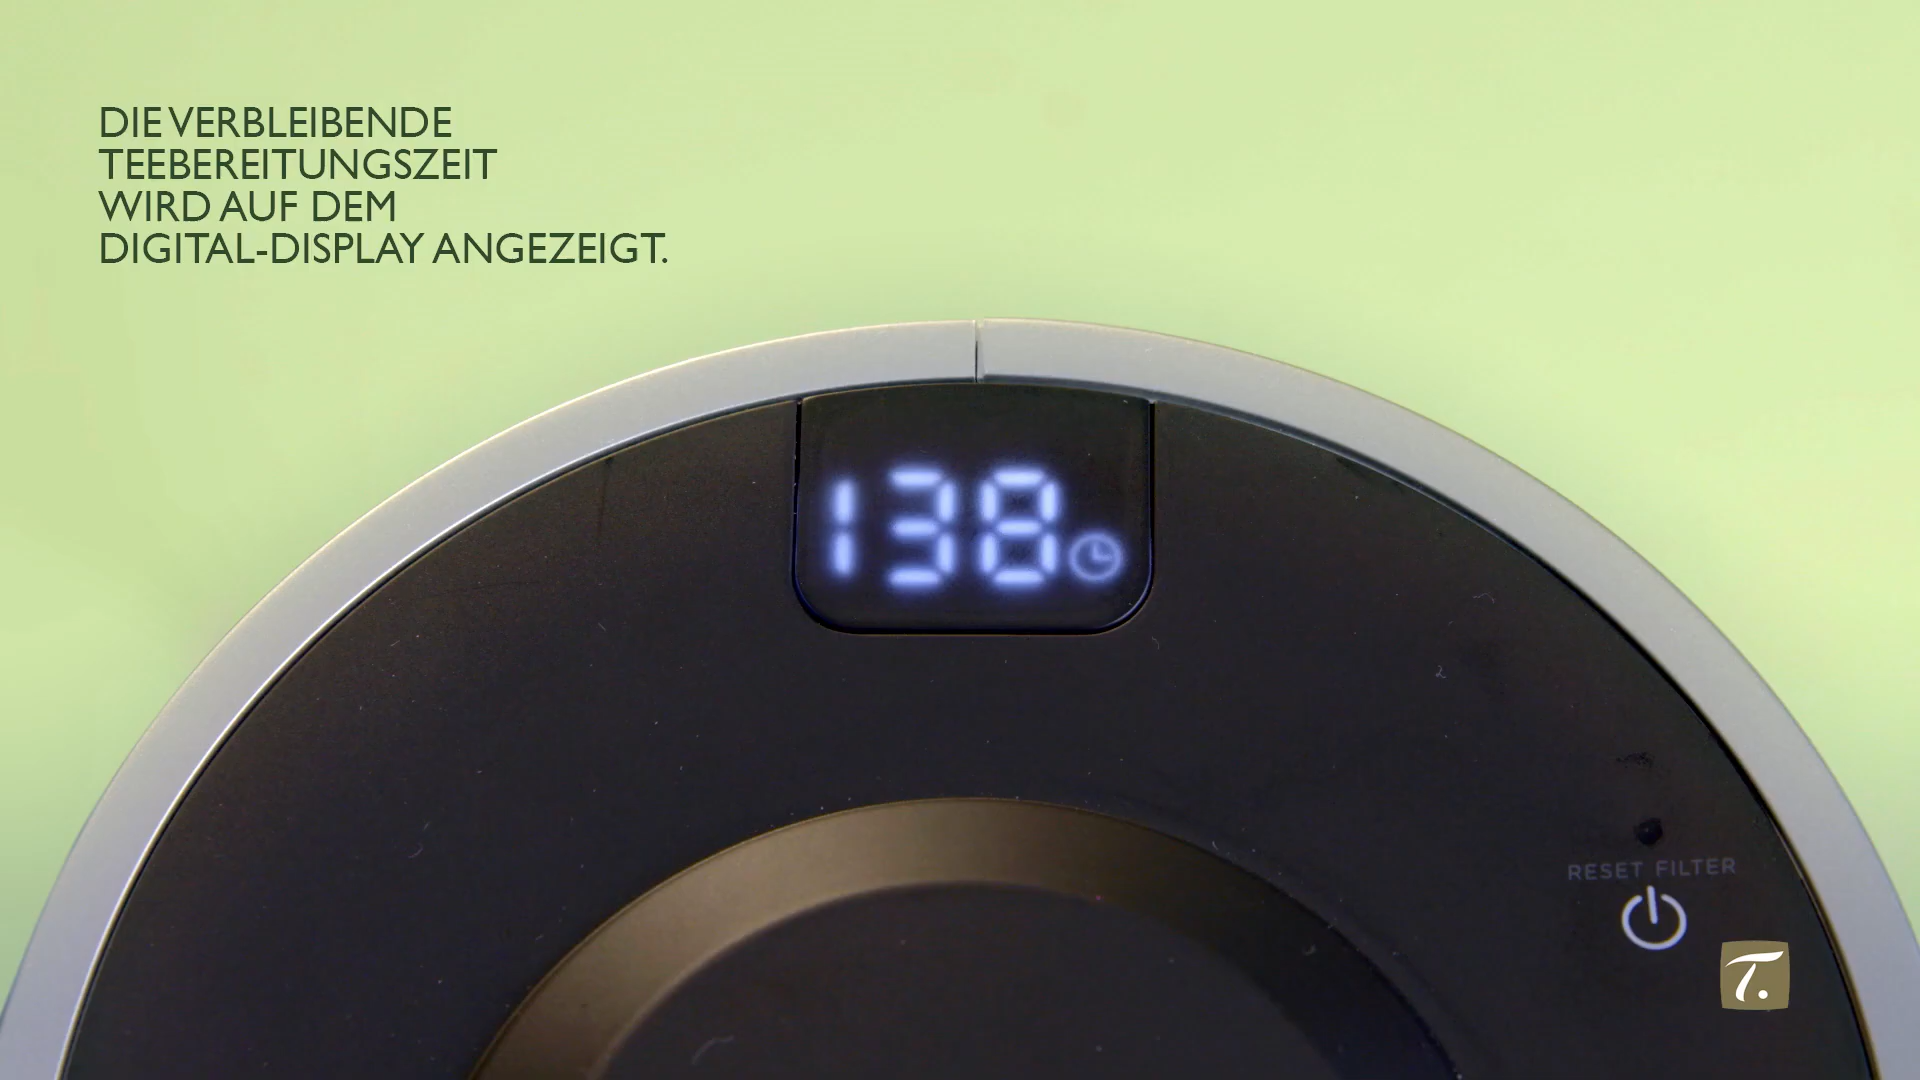 DIE VERBLEIBENDE
TEEBEREITUNGSZEIT
WIRD AUF DEM
DIGITAL-DISPLAY ANGEZEIGT.
138
RESET FILTER
T.